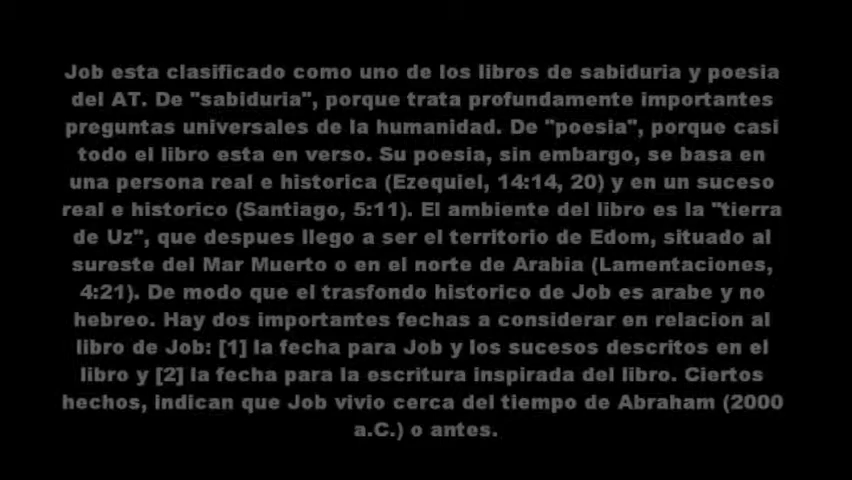 Job esta clasificado como uno de los libros de sabiduria y poesia
del AT. De "sabiduria", porque trata profundamente importantes
preguntas universales de la humanidad. De "poesia", porque casi
todo el libro esta en verso. Su poesia, sin embargo, se basa en
una persona real e historica (Ezequiel, 14:14, 20) y en un suceso
real e historico (Santiago, 5:11). El ambiente del libro es la "tierra
de Uz", que despues llego a ser el territorio de Edom, situado al
sureste del Mar Muerto o en el norte de Arabia (Lamentaciones,
4:21). De modo que el trasfondo historico de Job es arabe y no
hebreo. Hay dos importantes fechas a considerar en relacion al
libro de Job: [1] la fecha para Job y los sucesos descritos en el
libro y [2] la fecha para la escritura inspirada del libro. Ciertos
hechos, indican que Job vivio cerca del tiempo de Abraham (2000
a.C.) o antes.